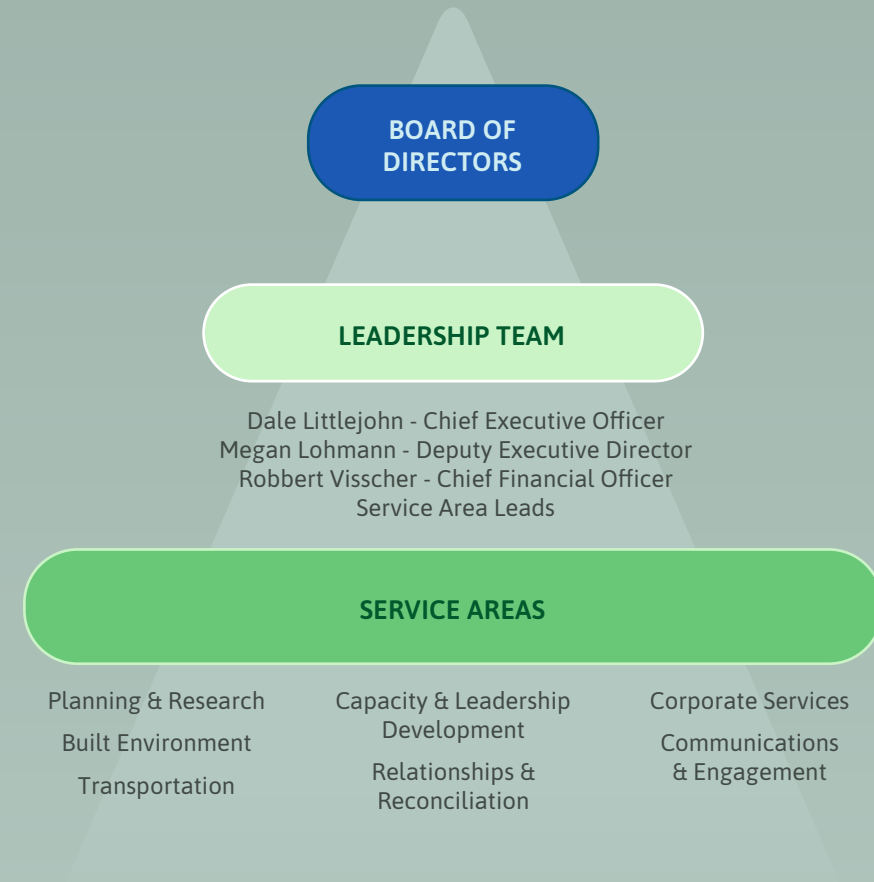 BOARD OF
DIRECTORS
LEADERSHIP TEAM
Dale Littlejohn - Chief Executive Officer
Megan Lohmann - Deputy Executive Director
Robbert Visscher - Chief Financial Officer
Service Area Leads
SERVICE AREAS
Planning & Research
Built Environment
Transportation
Capacity & Leadership
Development
Relationships &
Reconciliation
Corporate Services
Communications
& Engagement